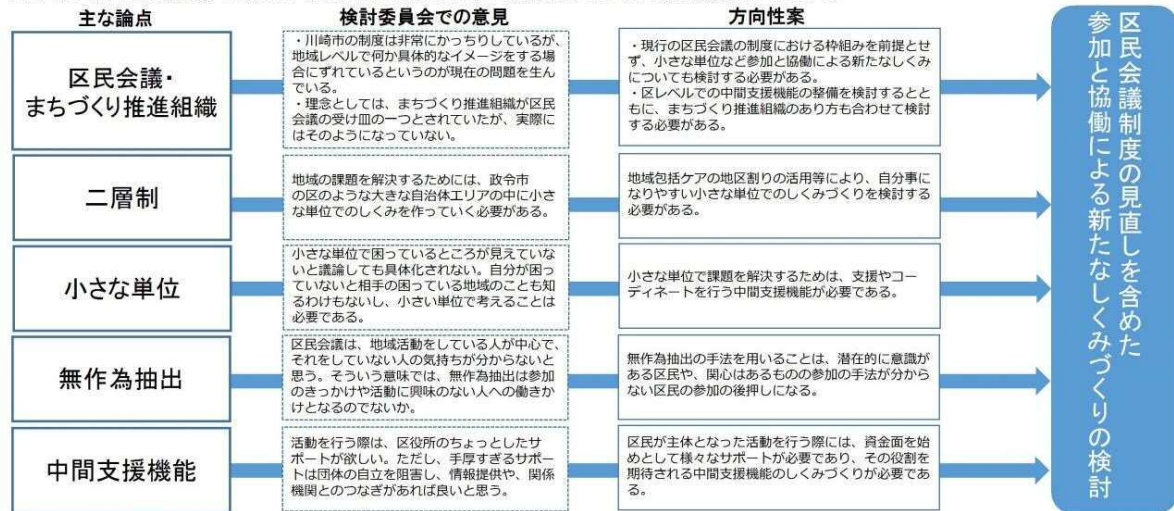 主な論点
検討委員会での意見
方向性案
区民会議・
まちづくり推進組織
・川崎市の制度は非常にかっちりしているが、
地域レベルで何か具体的なイメージをする場
合にずれているというのが現在の問題を生ん
でいる。
・理念としては、まちづくり推進組織が区民
会議の受け皿の一つとされていたが、実際に
はそのようになっていない。
・現行の区民会議の制度における枠組みを前提とせ
ず、小さな単位など参加と協働による新たなしくみ
についても検討する必要がある。
・区レベルでの中間支援機能の整備を検討するとと
もに、まちづくり推進組織のあり方も合わせて検討
する必要がある。
二層制
地域の課題を解決するためには、政令市
の区のような大きな自治体エリアの中に小さ
な単位でのしくみを作っていく必要がある。
地域包括ケアの地区割りの活用等により、自分事に
なりやすい小さな単位でのしくみづくりを検討する
必要がある。
小さな単位
小さな単位で困っているところが見えていな
いと議論しても具体化されない。自分が困っ
ていないと相手の困っている地域のことも知
るわけもないし、小さい単位で考えることは
必要である。
小さな単位で課題を解決するためは、支援やコー
ディネートを行う中間支援機能が必要である。
無作為抽出
区民会議は、地域活動をしている人が中心で、
それをしていない人の気持ちが分からないと
思う。そういう意味では、無作為抽出は参加
のきっかけや活動に興味のない人への働きか
けとなるのでないか。
無作為抽出の手法を用いることは、潜在的に意識が
ある区民や、関心はあるものの参加の手法が分から
ない区民の参加の後押しになる。
中間支援機能
活動を行う際は、区役所のちょっとしたサ
ポートが欲しい。ただし、手厚すぎるサポー
トは団体の自立を阻害し、情報提供や、関係
機関とのつなぎがあれば良いと思う。
区民が主体となった活動を行う際には、資金面を始
めとして様々なサポートが必要であり、その役割を
期待される中間支援機能のしくみづくりが必要であ
る。
区民会議制度の見直しを含めた
参加と協働による新たなしくみづくりの検討